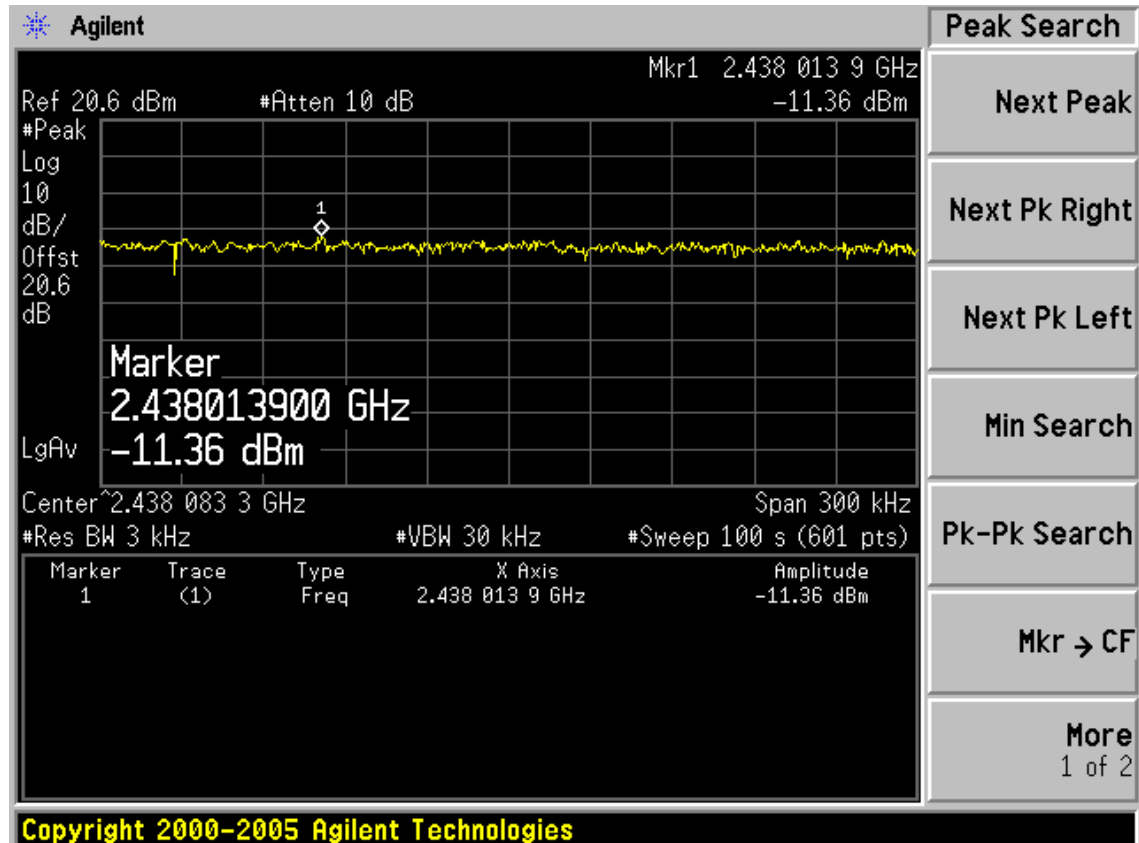 Agilent
Peak Search
Mkr1 2.438 013 9 GHz
Ref 20.6 dBm #Atten 10 dB -11.36 dBm
#Peak
Log
10
dB/
Offst
20.6
dB
1
Marker
2.438013900 GHz
-11.36 dBm
LgAv
Center^2.438 083 3 GHz Span 300 kHz
#Res BW 3 kHz #VBW 30 kHz #Sweep 100 s (601 pts)
Marker Trace Type X Axis Amplitude
1 (1) Freq 2.438 013 9 GHz -11.36 dBm
Next Peak
Next Pk Right
Next Pk Left
Min Search
Pk-Pk Search
Mkr → CF
More
1 of 2
Copyright 2000-2005 Agilent Technologies